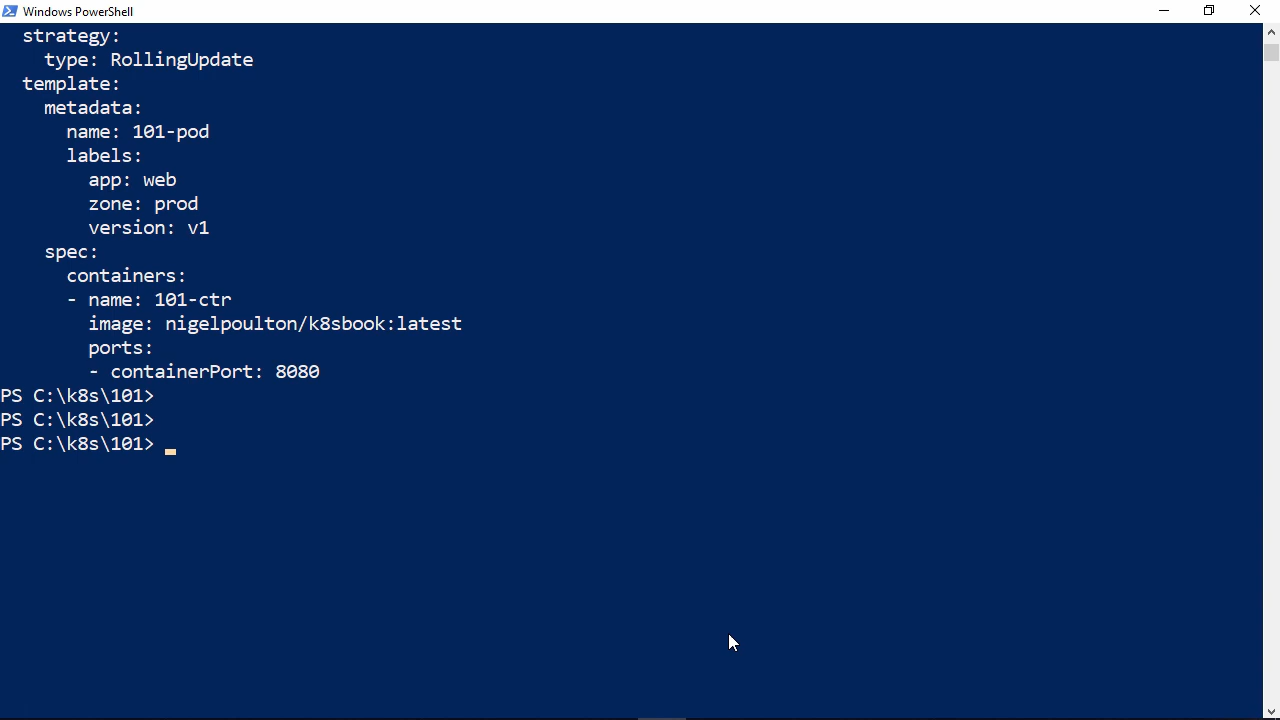 Windows PowerShell
strategy:
type: RollingUpdate
template:
metadata:
name: 101-pod
labels:
app: web
zone: prod
version: v1
spec:
containers:
- name: 101-ctr
image: nigelpoulton/k8sbook:latest
ports:
- containerPort: 8080
PS C:\k8s\101>
PS C:\k8s\101>
PS C:\k8s\101>